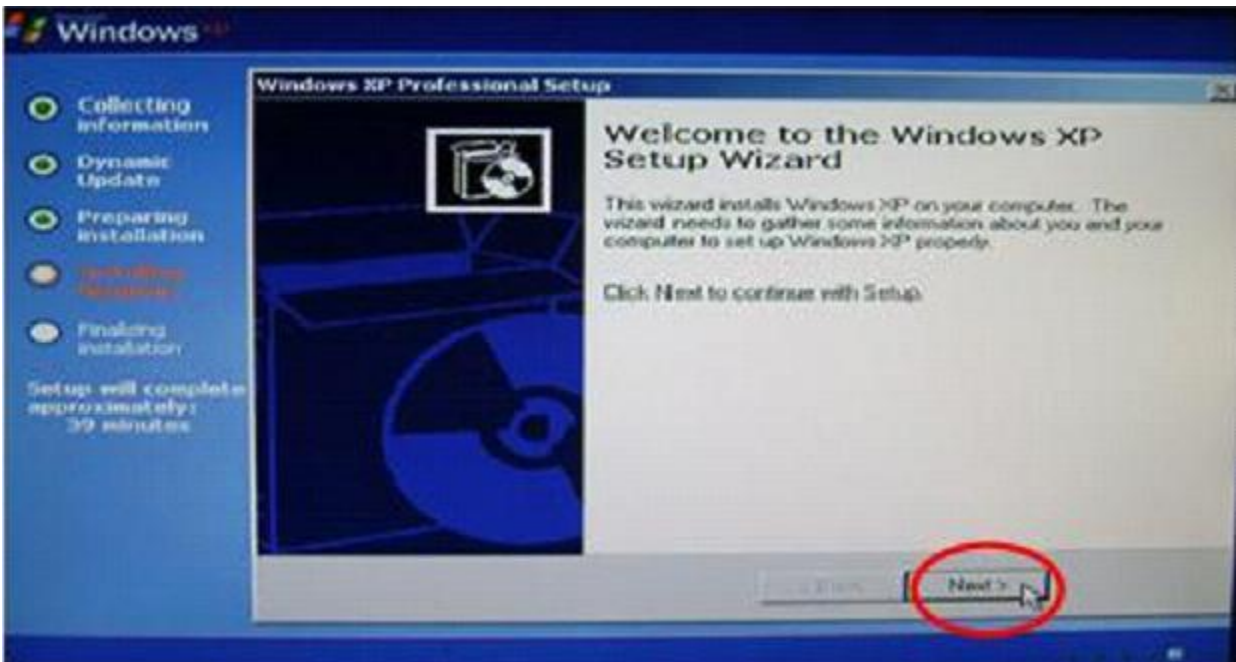 Windows xp
Collecting
information
Dynamic
Update
Preparing
installation
Installing
Windows
Finalizing
installation
Setup will complete
approximately:
39 minutes
Windows XP Professional Setup
Welcome to the Windows XP
Setup Wizard
This wizard installs Windows XP on your computer. The
wizard needs to gather some information about you and your
computer to set up Windows XP properly.
Click Next to continue with Setup.
Next >